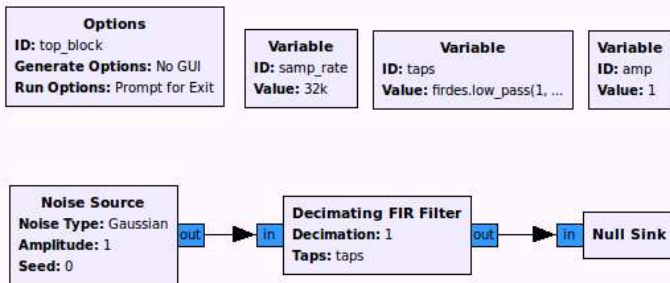 Options
ID: top_block
Generate Options: No GUI
Run Options: Prompt for Exit
Variable
ID: samp_rate
Value: 32k
Variable
ID: taps
Value: firdes.low_pass(1, ...
Variable
ID: amp
Value: 1
Noise Source
Noise Type: Gaussian
Amplitude: 1
Seed: 0
out
in
Decimating FIR Filter
Decimation: 1
Taps: taps
out
in
Null Sink